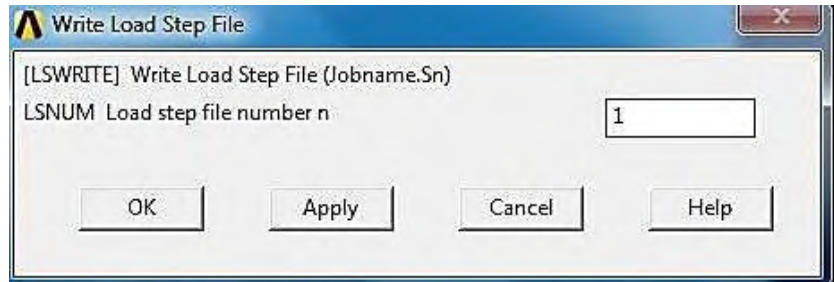 Write Load Step File
[LSWRITE] Write Load Step File (Jobname.Sn)
LSNUM Load step file number n 1
OK Apply Cancel Help